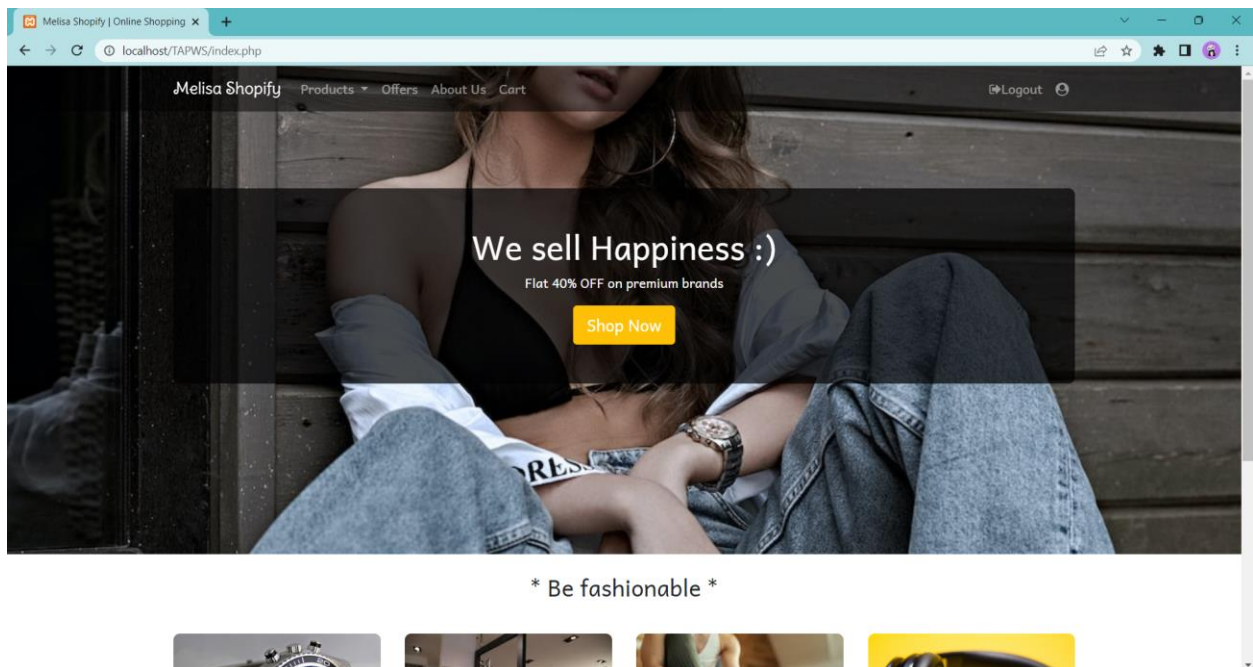 Melisa Shopify | Online Shopping
localhost/TAPWS/index.php
Melisa Shopify Products Offers About Us Cart Logout
We sell Happiness :)
Flat 40% OFF on premium brands
Shop Now
RESS
* Be fashionable *